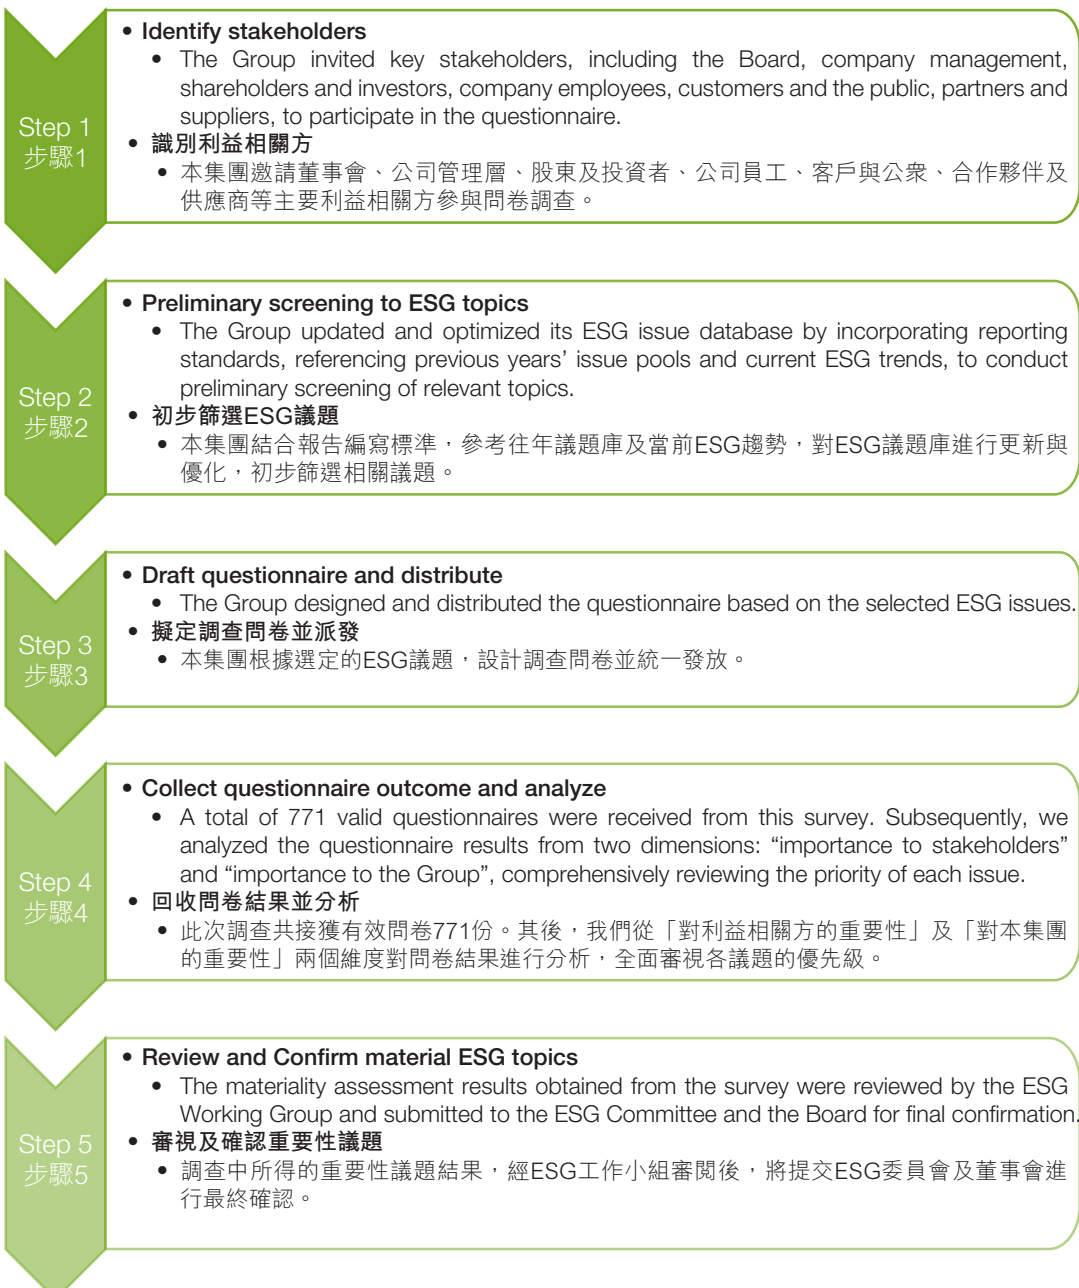 Step 1
步驟1
• Identify stakeholders
• The Group invited key stakeholders, including the Board, company management,
shareholders and investors, company employees, customers and the public, partners and
suppliers, to participate in the questionnaire.
• 識別利益相關方
• 本集團邀請董事會、公司管理層、股東及投資者、公司員工、客戶與公眾、合作夥伴及
供應商等主要利益相關方參與問卷調查。
Step 2
步驟2
• Preliminary screening to ESG topics
• The Group updated and optimized its ESG issue database by incorporating reporting
standards, referencing previous years’ issue pools and current ESG trends, to conduct
preliminary screening of relevant topics.
• 初步篩選ESG議題
• 本集團結合報告編寫標準，參考往年議題庫及當前ESG趨勢，對ESG議題庫進行更新與
優化，初步篩選相關議題。
Step 3
步驟3
• Draft questionnaire and distribute
• The Group designed and distributed the questionnaire based on the selected ESG issues.
• 擬定調查問卷並派發
• 本集團根據選定的ESG議題，設計調查問卷並統一發放。
Step 4
步驟4
• Collect questionnaire outcome and analyze
• A total of 771 valid questionnaires were received from this survey. Subsequently, we
analyzed the questionnaire results from two dimensions: “importance to stakeholders”
and “importance to the Group”, comprehensively reviewing the priority of each issue.
• 回收問卷結果並分析
• 此次調查共接獲有效問卷771份。其後，我們從「對利益相關方的重要性」及「對本集團
的重要性」兩個維度對問卷結果進行分析，全面審視各議題的優先級。
Step 5
步驟5
• Review and Confirm material ESG topics
• The materiality assessment results obtained from the survey were reviewed by the ESG
Working Group and submitted to the ESG Committee and the Board for final confirmation.
• 審視及確認重要性議題
• 調查中所得的重要性議題結果，經ESG工作小組審閱後，將提交ESG委員會及董事會進
行最終確認。